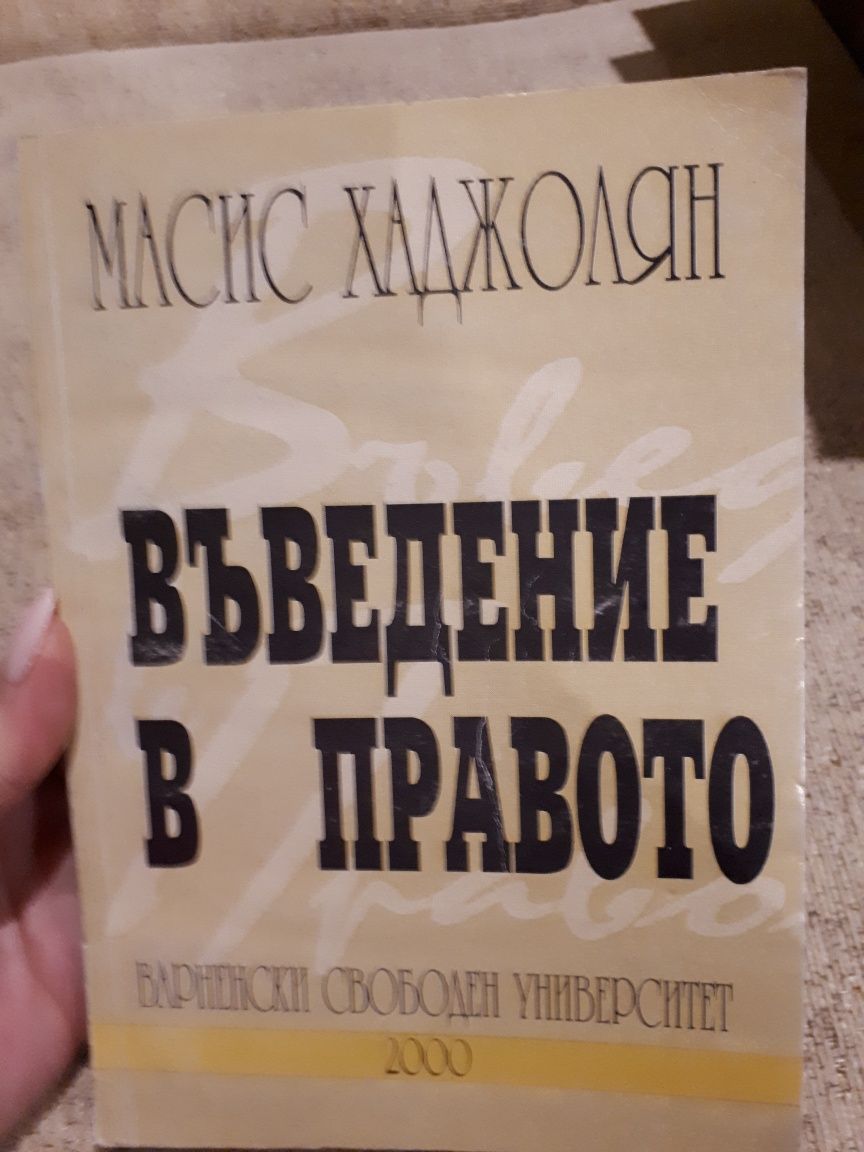 МАСИС ХАДЖОЛЯН
ВЪВЕДЕНИЕ
В ПРАВОТО
ВАРНЕНСКИ СВОБОДЕН УНИВЕРСИТЕТ
2000